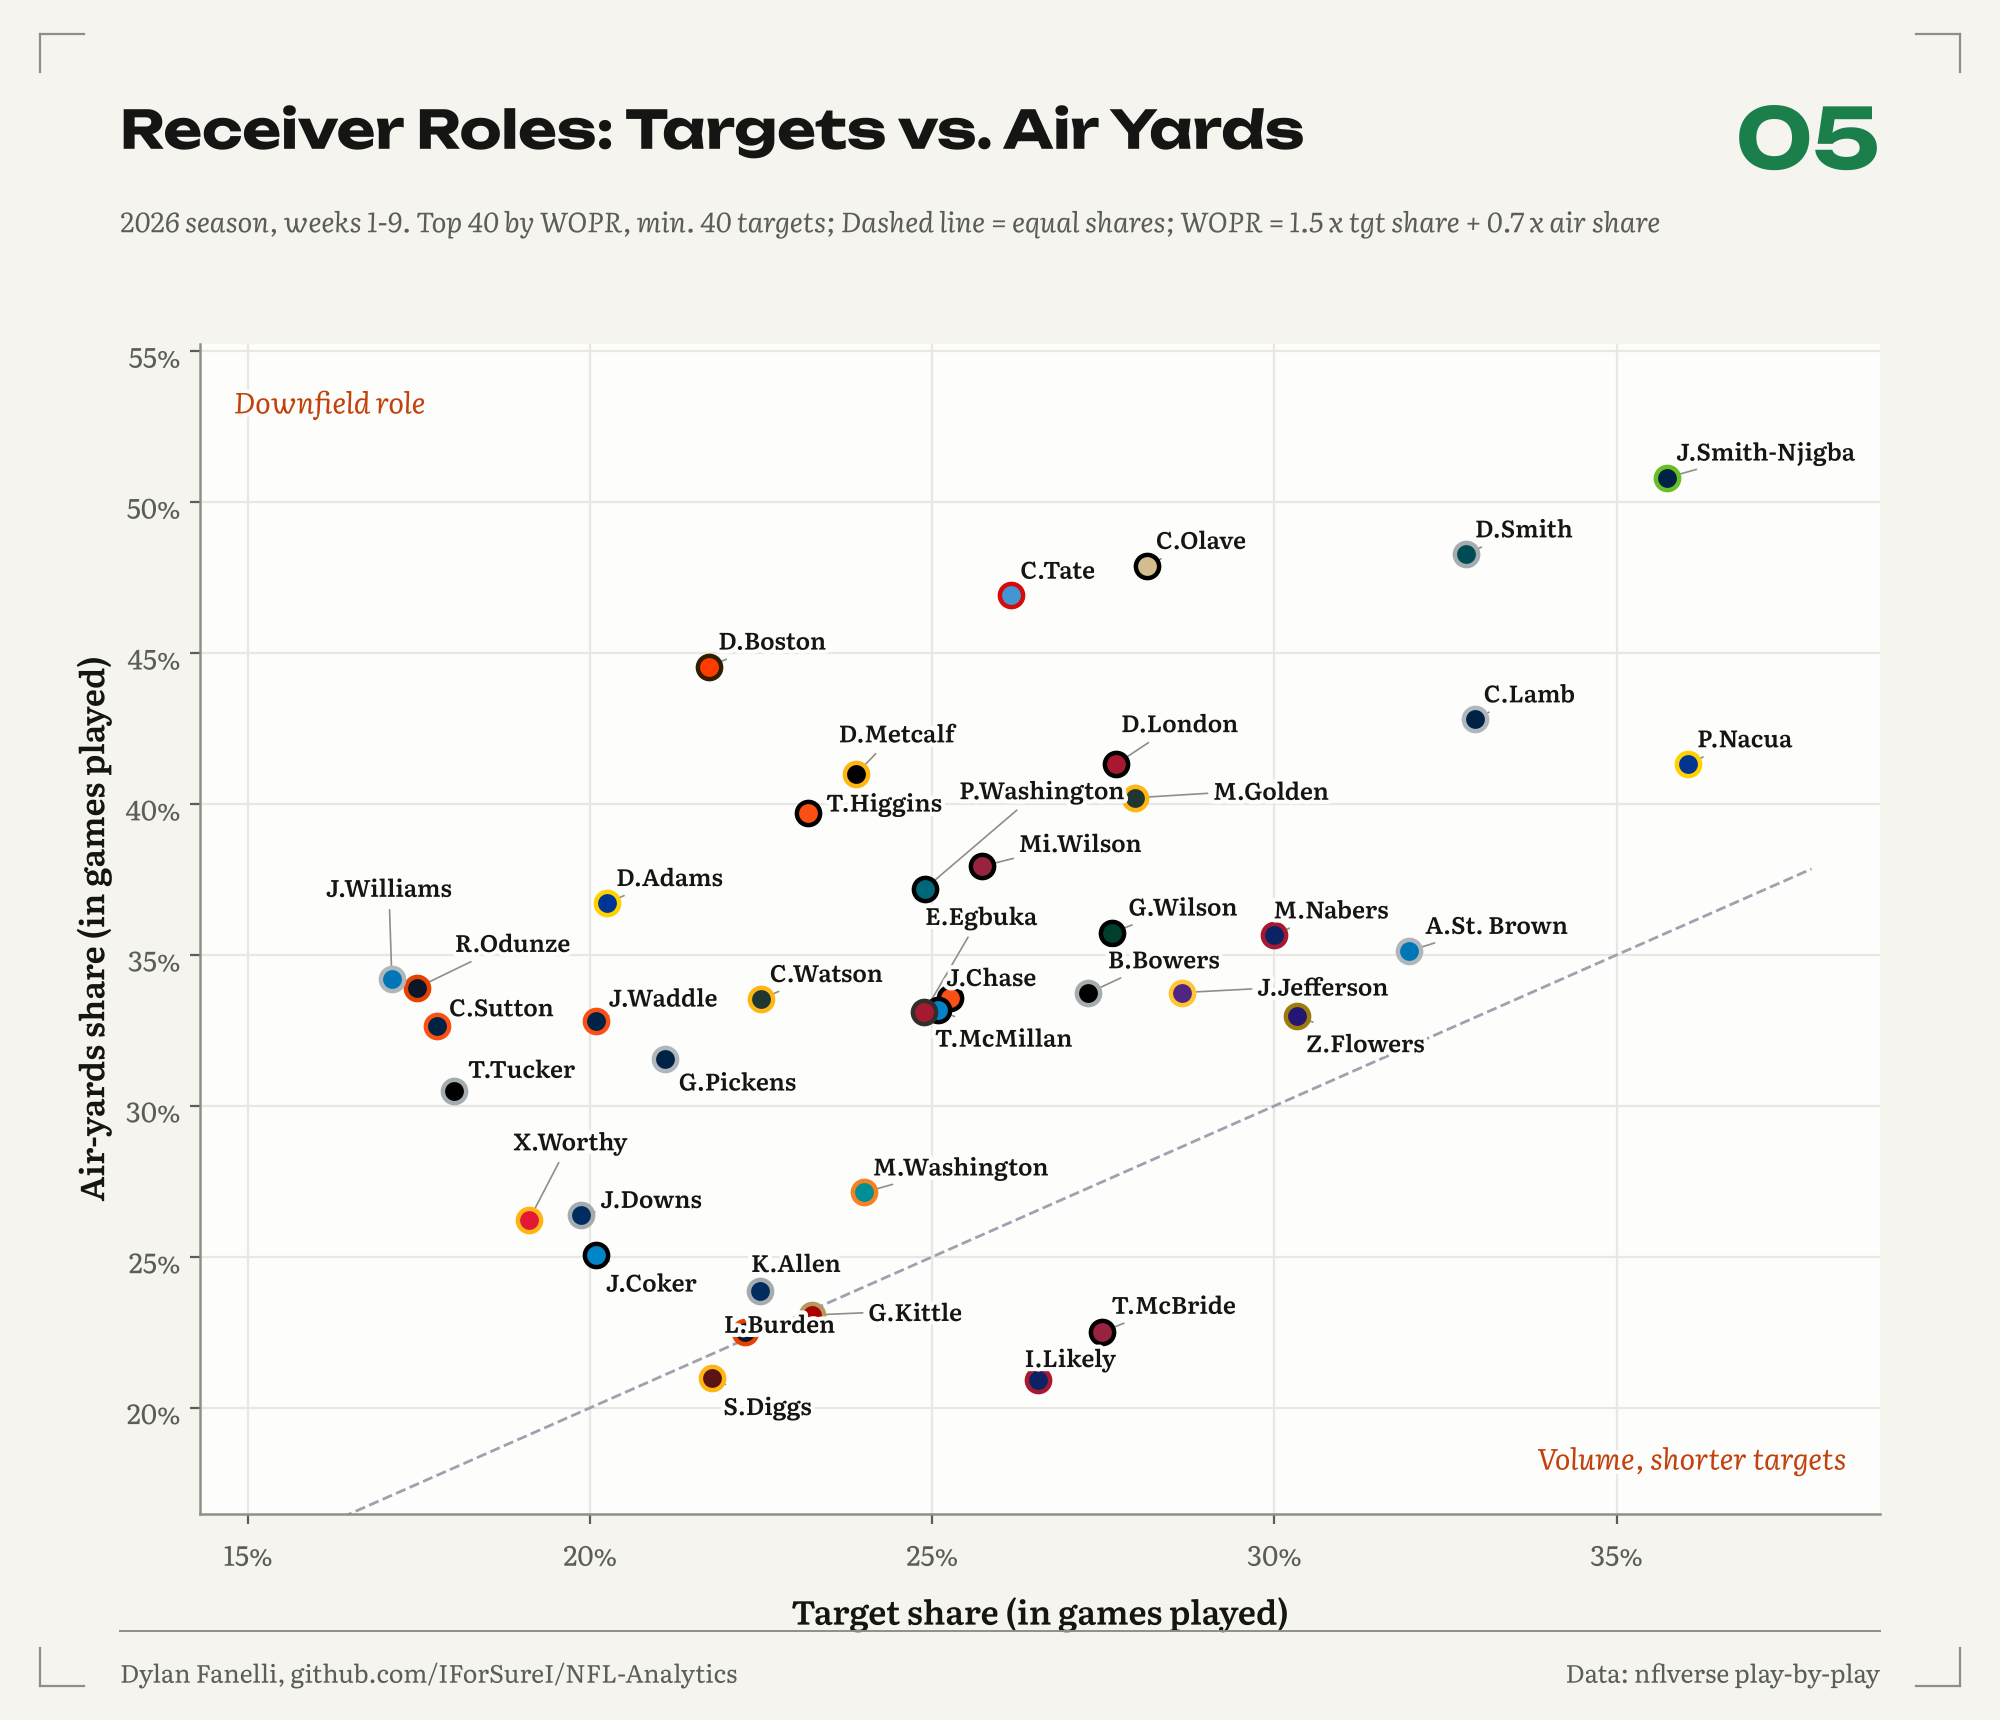 Receiver Roles: Targets vs. Air Yards
05
2026 season, weeks 1-9. Top 40 by WOPR, min. 40 targets; Dashed line = equal shares; WOPR = 1.5 x tgt share + 0.7 x air share
55%
Downfield role
J.Smith-Njigba
50%
D.Smith
C.Olave
C.Tate
45%
D.Boston
C.Lamb
D.London
D.Metcalf
P.Nacua
P.Washington
M.Golden
40%
T.Higgins
Mi.Wilson
J.Williams
D.Adams
E.Egbuka
G.Wilson
M.Nabers
A.St. Brown
R.Odunze
35%
C.Watson
J.Chase
B.Bowers
J.Jefferson
C.Sutton
J.Waddle
T.McMillan
Z.Flowers
T.Tucker
G.Pickens
30%
X.Worthy
M.Washington
J.Downs
25%
J.Coker
K.Allen
G.Kittle
T.McBride
L.Burden
I.Likely
20%
S.Diggs
Volume, shorter targets
Air-yards share (in games played)
15%
20%
25%
30%
35%
Target share (in games played)
Dylan Fanelli, github.com/IForSureI/NFL-Analytics
Data: nflverse play-by-play